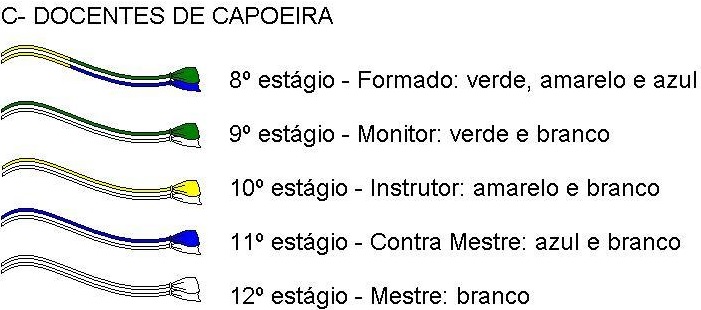 C- DOCENTES DE CAPOEIRA
8º estágio - Formado: verde, amarelo e azul
9º estágio - Monitor: verde e branco
10º estágio - Instrutor: amarelo e branco
11º estágio - Contra Mestre: azul e branco
12º estágio - Mestre: branco